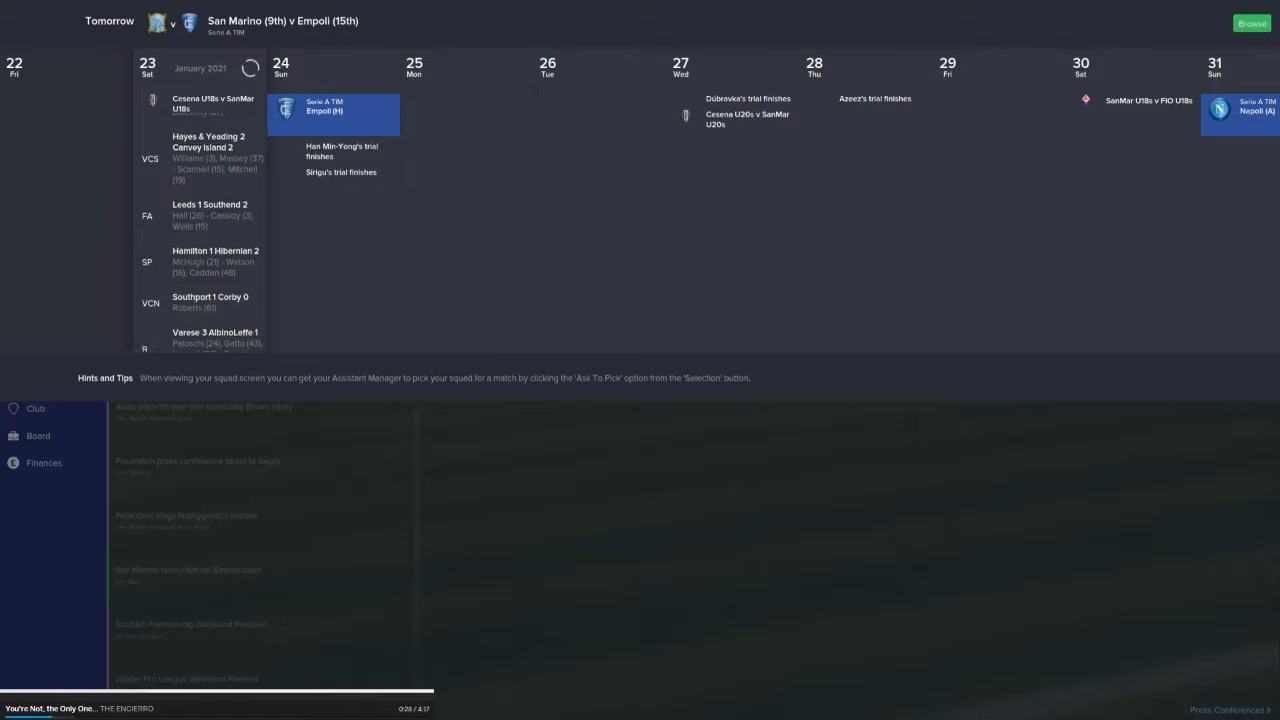 Tomorrow
v
San Marino (9th) v Empoli (15th)
Serie A TIM
Browse
22
Fri
23
Sat
January 2021
24
Sun
25
Mon
26
Tue
27
Wed
28
Thu
29
Fri
30
Sat
31
Sun
Cesena U18s v SanMar
U18s
VCS
Hayes & Yeading 2
Canvey Island 2
Williams (3), Massey (37)
- Scannell (15), Mitchell
(19)
FA
Leeds 1 Southend 2
Hall (26) - Cassidy (3),
Wells (15)
SP
Hamilton 1 Hibernian 2
McHugh (21) - Watson
(16), Cadden (48)
VCN
Southport 1 Corby 0
Roberts (61)
Varese 3 AlbinoLeffe 1
Paloschi (24), Gatto (43),
Serie A TIM
Empoli (H)
Han Min-Yong's trial
finishes
Sirigu's trial finishes
Dúbravka's trial finishes
Cesena U20s v SanMar
U20s
Azeez's trial finishes
SanMar U18s v FIO U18s
Serie A TIM
Napoli (A)
Hints and Tips
When viewing your squad screen you can get your Assistant Manager to pick your squad for a match by clicking the 'Ask To Pick' option from the 'Selection' button.
Club
Board
Finances
Pre-match press conference about to begin
Pellicciari sings Nainggolan's praises
San Marino favourites for Empoli clash
Scottish Premiership Weekend Preview
Jupiler Pro League Weekend Preview
You're Not, the Only One... THE ENCIERRO
0:28 / 4:17
Press Conferences >